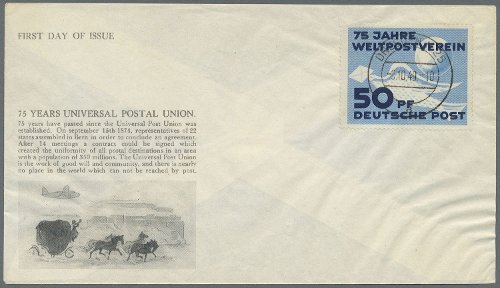 FIRST DAY OF ISSUE
75 JAHRE
WELTPOSTVEREIN
50 PF
DEUTSCHE POST
75 YEARS UNIVERSAL POSTAL UNION.
75 years have passed since the Universal Post Union was
established. On september 15th 1874, representatives of 22
states assembled in Bern in order to conclude an agreement.
After 14 meetings a contract could be signed which
created the uniformity of all postal destinations in an area
with a population of 350 millions. The Universal Post Union
is the work of good will and community, and there is nearly
no place in the world which can not be reached by post.